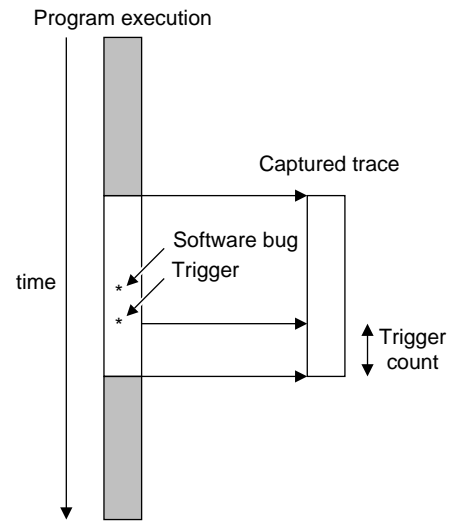 Program execution
Captured trace
Software bug
Trigger
time
*
*
Trigger
count